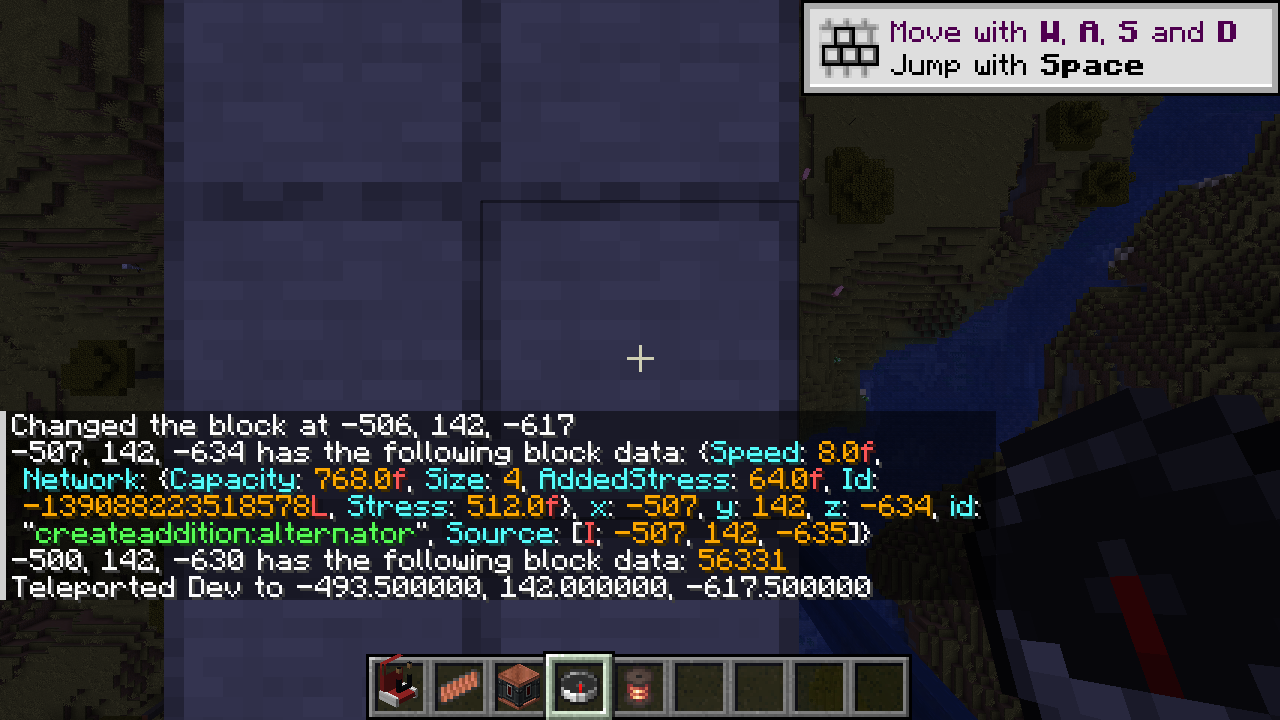 Move with W, A, S and D
Jump with Space
Changed the block at -506, 142, -617
-507, 142, -634 has the following block data: {Speed: 8.0f,
Network: {Capacity: 768.0f, Size: 4, AddedStress: 64.0f, Id:
-139088223518578L, Stress: 512.0f}, x: -507, y: 142, z: -634, id:
"createaddition:alternator", Source: [I; -507, 142, -635]}
-500, 142, -630 has the following block data: 56331
Teleported Dev to -493.500000, 142.000000, -617.500000